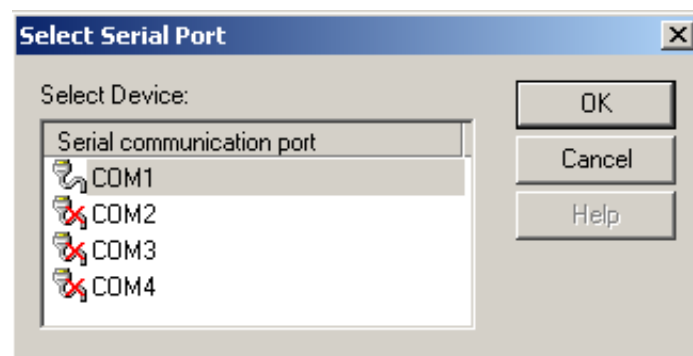 Select Serial Port
Select Device:
Serial communication port
COM1
COM2
COM3
COM4
OK
Cancel
Help